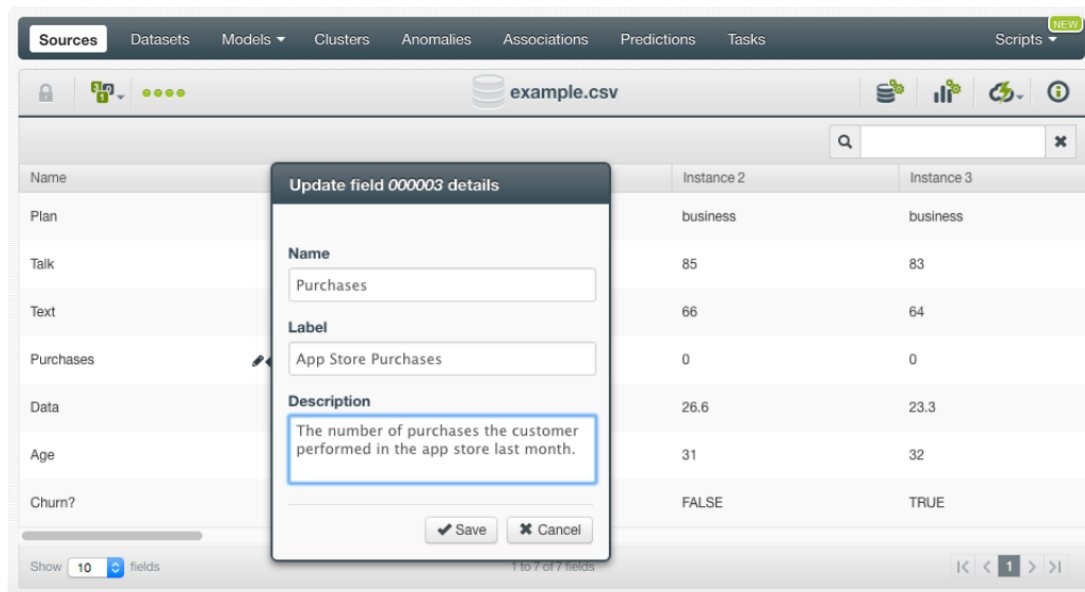 Sources Datasets Models Clusters Anomalies Associations Predictions Tasks Scripts NEW
example.csv
Name Instance 2 Instance 3
Plan business business
Talk 85 83
Text 66 64
Purchases 0 0
Data 26.6 23.3
Age 31 32
Churn? FALSE TRUE
Update field 000003 details
Name
Purchases
Label
App Store Purchases
Description
The number of purchases the customer
performed in the app store last month.
Save Cancel
Show 10 fields 1 to 7 of 7 fields 1